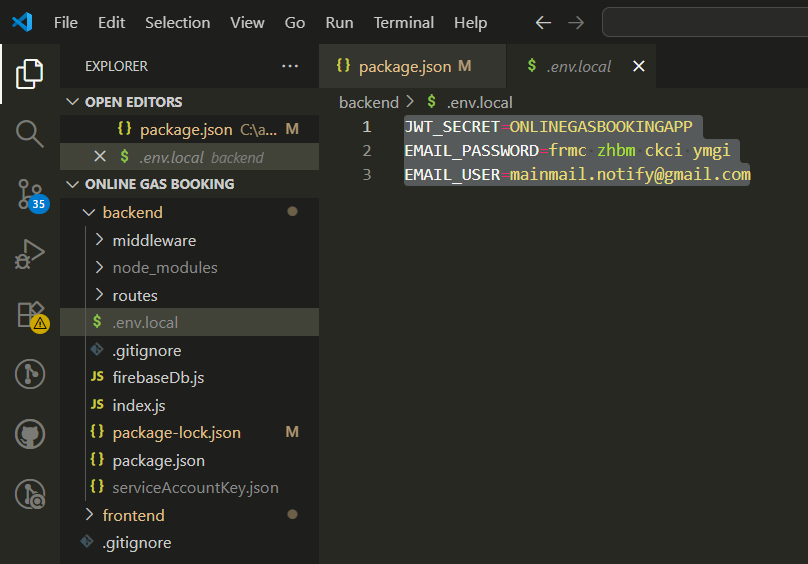 File Edit Selection View Go Run Terminal Help
EXPLORER
OPEN EDITORS
package.json C:\a... M
.env.local backend
ONLINE GAS BOOKING
backend
middleware
node_modules
routes
.env.local
.gitignore
firebaseDb.js
index.js
package-lock.json M
package.json
serviceAccountKey.json
frontend
.gitignore
35
package.json M
.env.local
backend > .env.local
1 JWT_SECRET=ONLINEGASBOOKINGAPP
2 EMAIL_PASSWORD=frmc zhbm ckci ymgi
3 EMAIL_USER=mainmail.notify@gmail.com